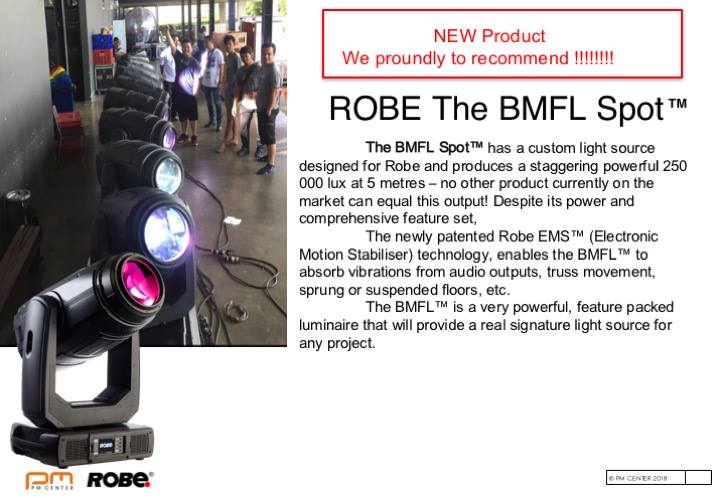 NEW Product
We proundly to recommend !!!!!!!!
ROBE The BMFL Spot™
The BMFL Spot™ has a custom light source
designed for Robe and produces a staggering powerful 250
000 lux at 5 metres – no other product currently on the
market can equal this output! Despite its power and
comprehensive feature set,
The newly patented Robe EMS™ (Electronic
Motion Stabiliser) technology, enables the BMFL™ to
absorb vibrations from audio outputs, truss movement,
sprung or suspended floors, etc.
The BMFL™ is a very powerful, feature packed
luminaire that will provide a real signature light source for
any project.
ROBE
pm
PM CENTER
ROBE®
© PM CENTER 2018